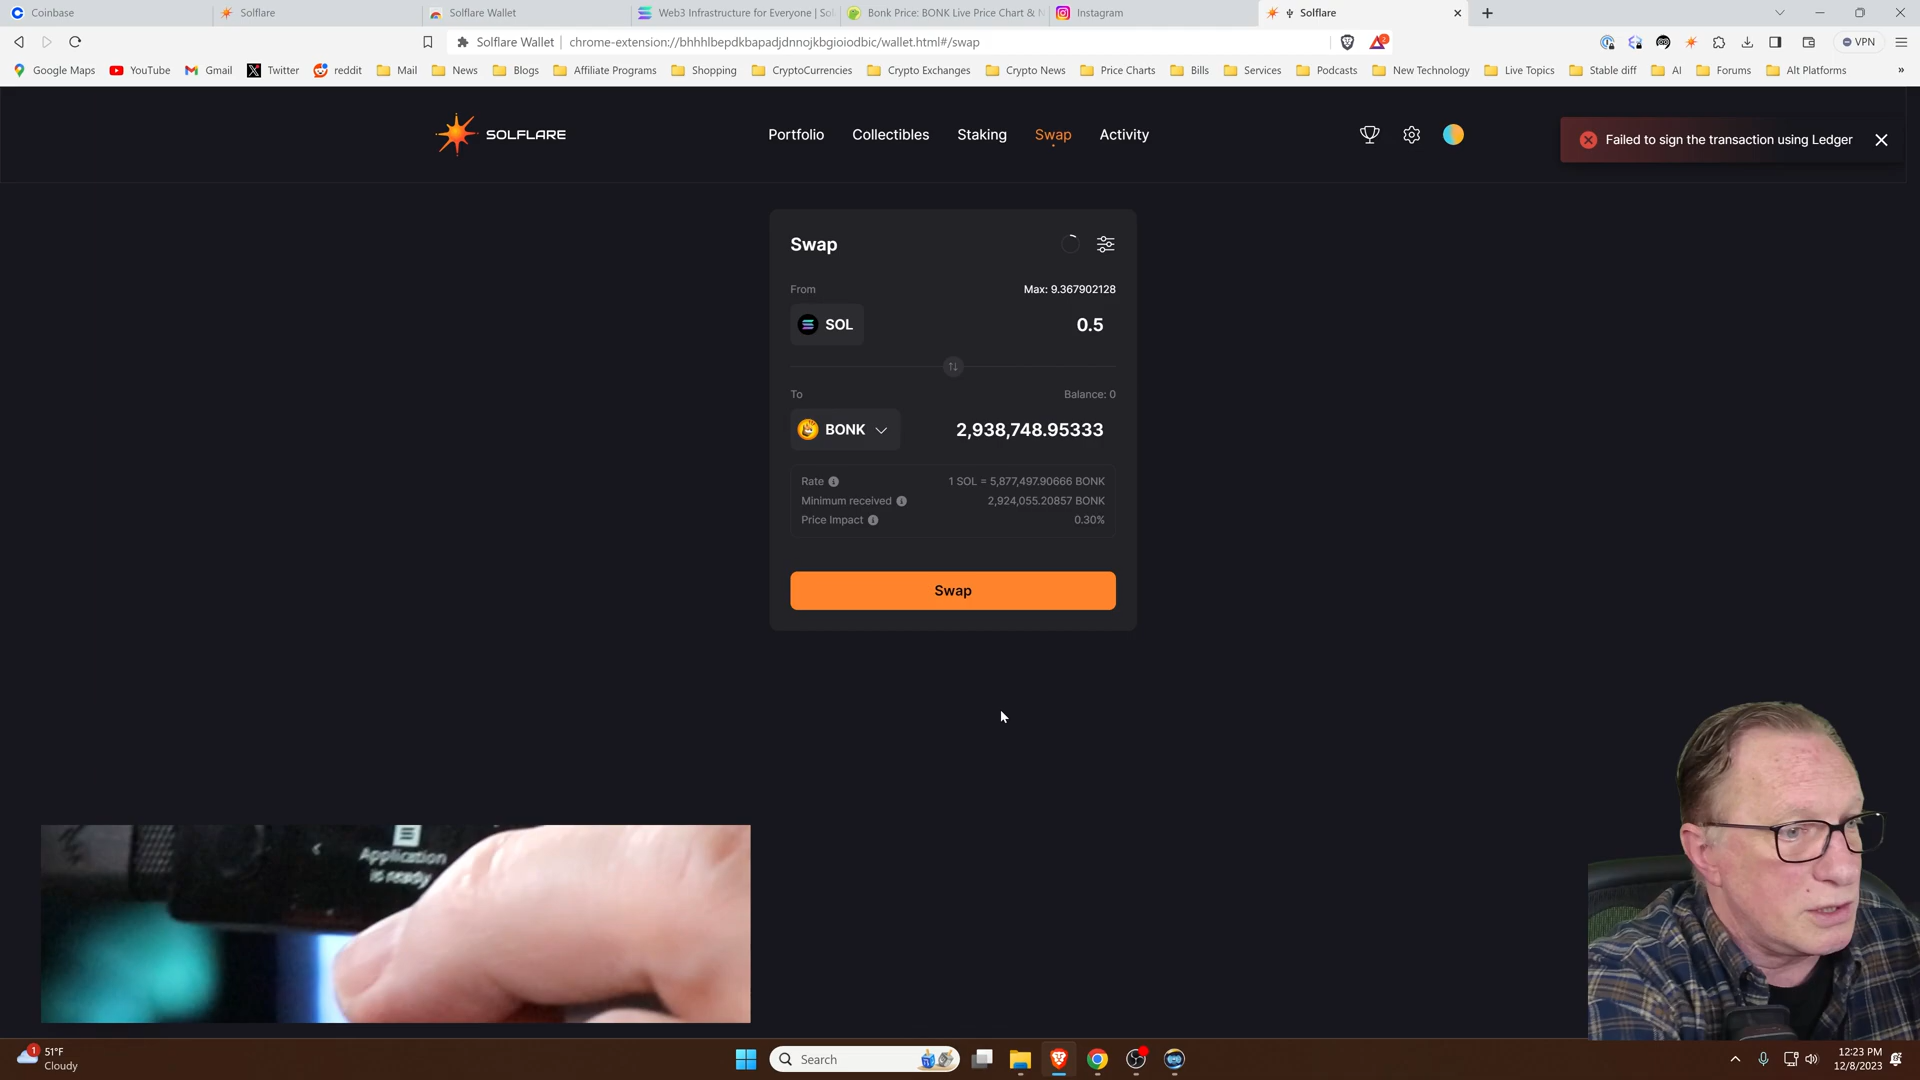 Coinbase
Solflare
Solflare Wallet
Web3 Infrastructure for Everyone | Sol
Bonk Price: BONK Live Price Chart & N
Instagram
Solflare
Solflare Wallet
chrome-extension://bhhhlbepdkbapadjdnnojkbgioiodbic/wallet.html#/swap
2
VPN
Google Maps
YouTube
Gmail
Twitter
reddit
Mail
News
Blogs
Affiliate Programs
Shopping
CryptoCurrencies
Crypto Exchanges
Crypto News
Price Charts
Bills
Services
Podcasts
New Technology
Live Topics
Stable diff
AI
Forums
Alt Platforms
SOLFLARE
Portfolio
Collectibles
Staking
Swap
Activity
Failed to sign the transaction using Ledger
Swap
From
Max: 9.367902128
SOL
0.5
To
Balance: 0
BONK
2,938,748.95333
Rate
1 SOL = 5,877,497.90666 BONK
Minimum received
2,924,055.20857 BONK
Price Impact
0.30%
Swap
Application
is ready
1
51°F
Cloudy
Search
12:23 PM
12/8/2023